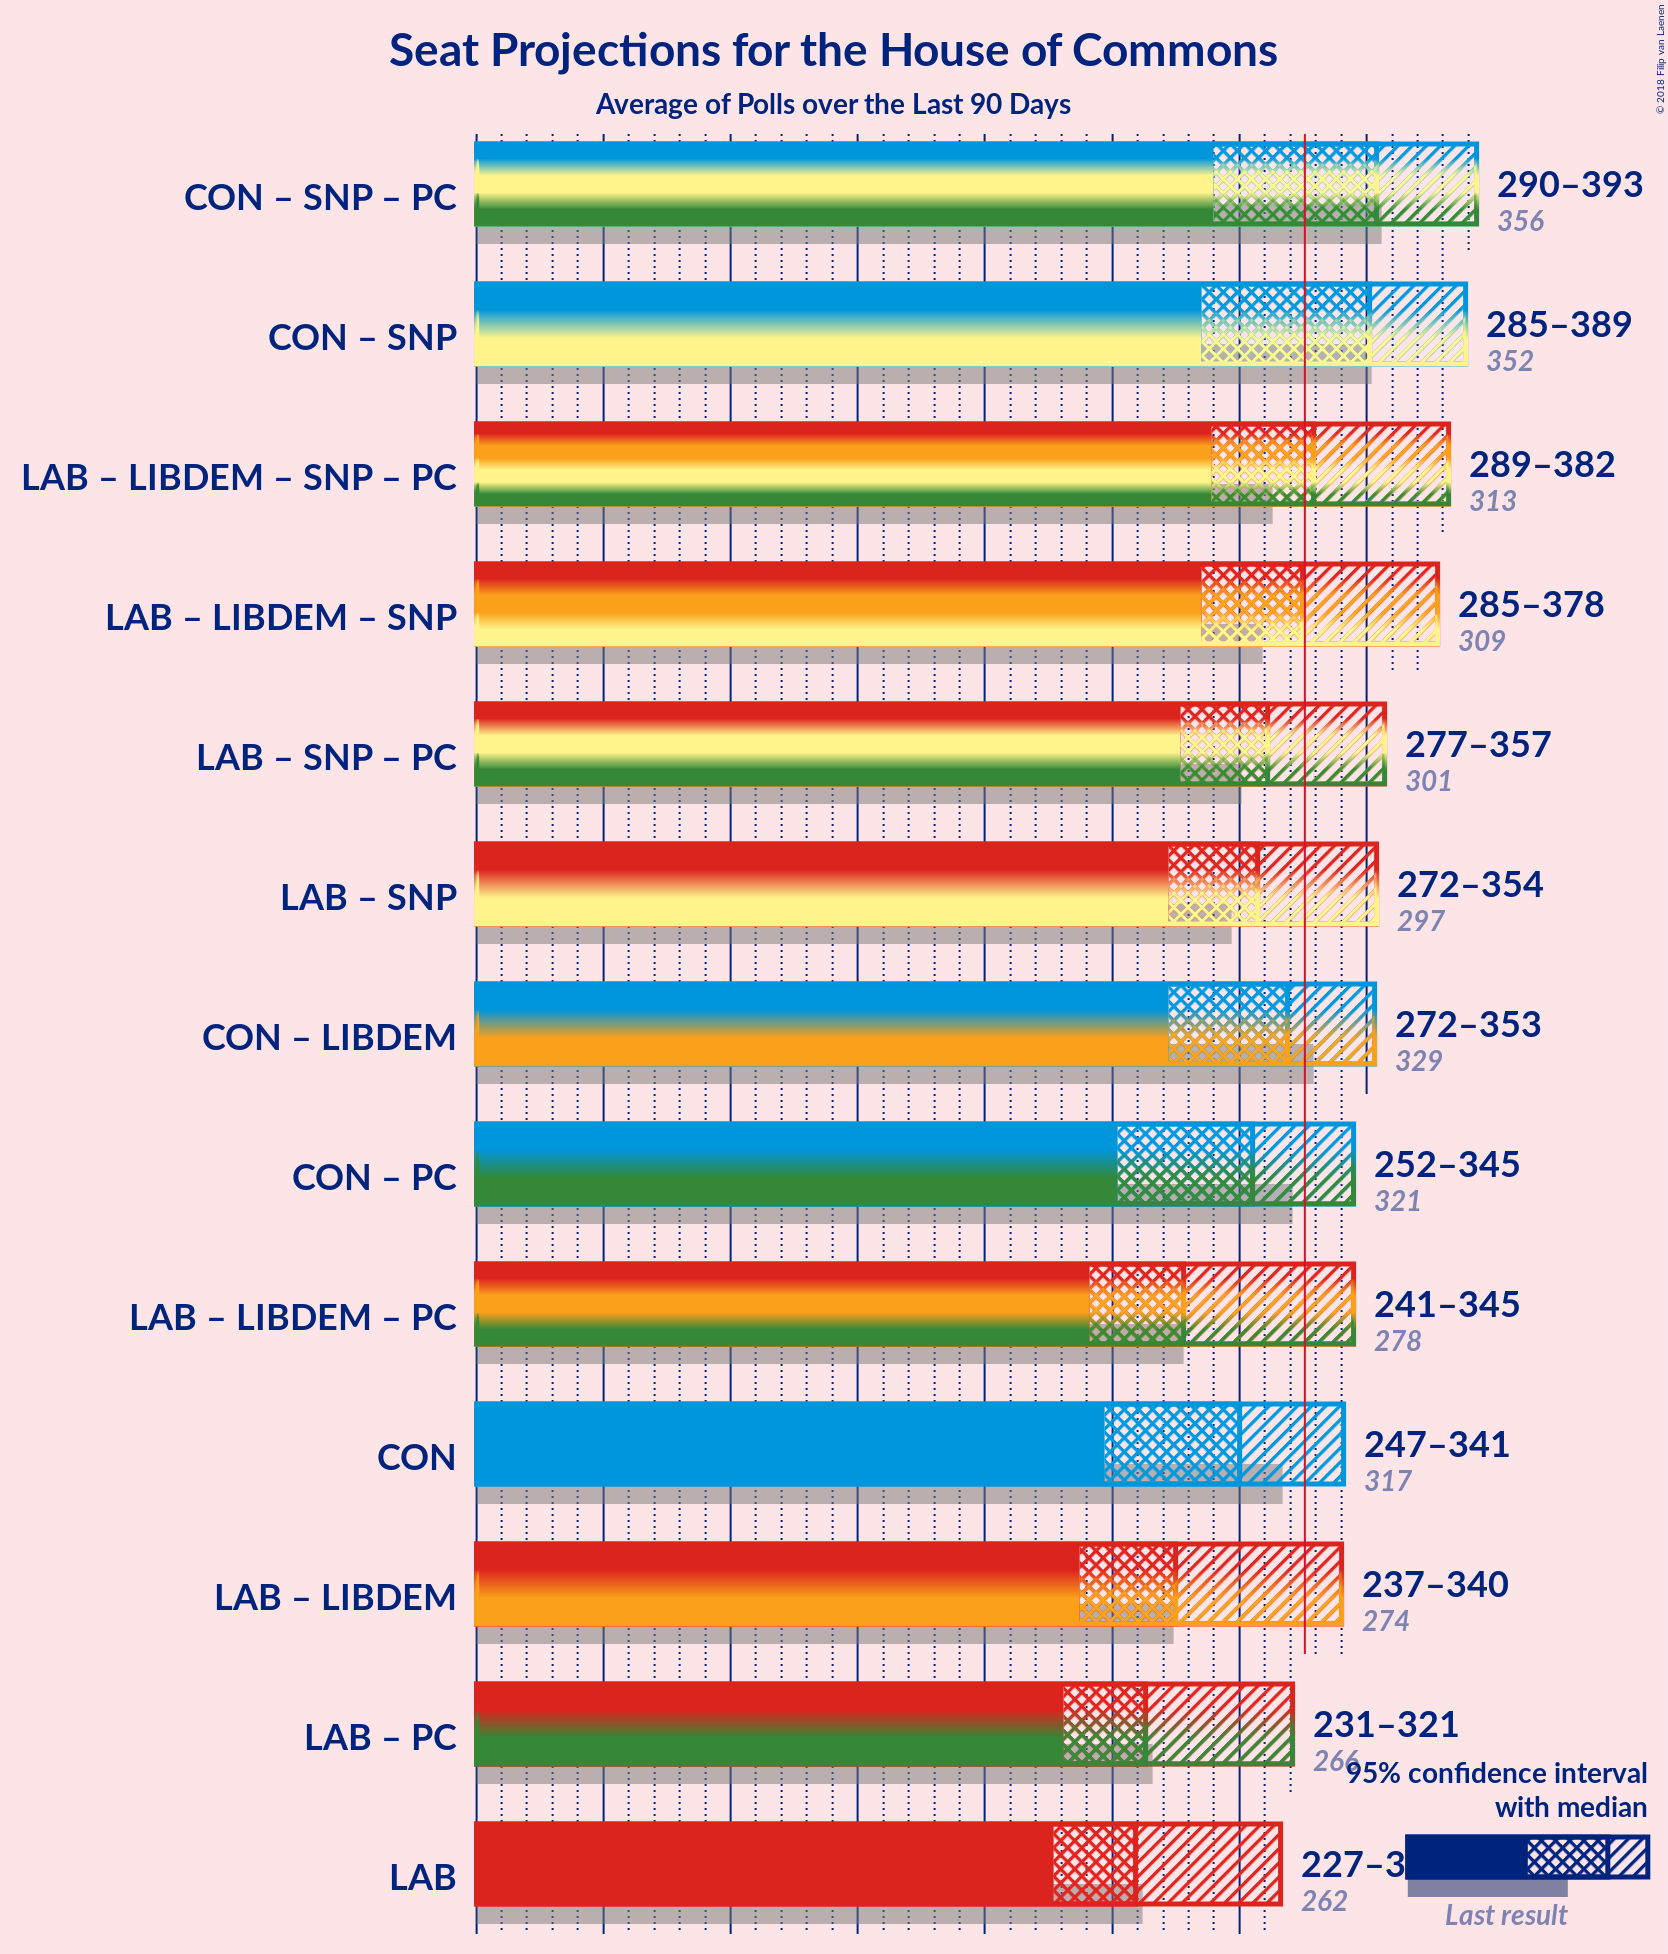 Seat Projections for the House of Commons
Average of Polls over the Last 90 Days
© 2018 Filip van Laenen
CON – SNP – PC
290–393
356
CON – SNP
285–389
352
LAB – LIBDEM – SNP – PC
289–382
313
LAB – LIBDEM – SNP
285–378
309
LAB – SNP – PC
277–357
301
LAB – SNP
272–354
297
CON – LIBDEM
272–353
329
CON – PC
252–345
321
LAB – LIBDEM – PC
241–345
278
CON
247–341
317
LAB – LIBDEM
237–340
274
LAB – PC
231–321
266
95% confidence interval
with median
LAB
227–3
262
Last result